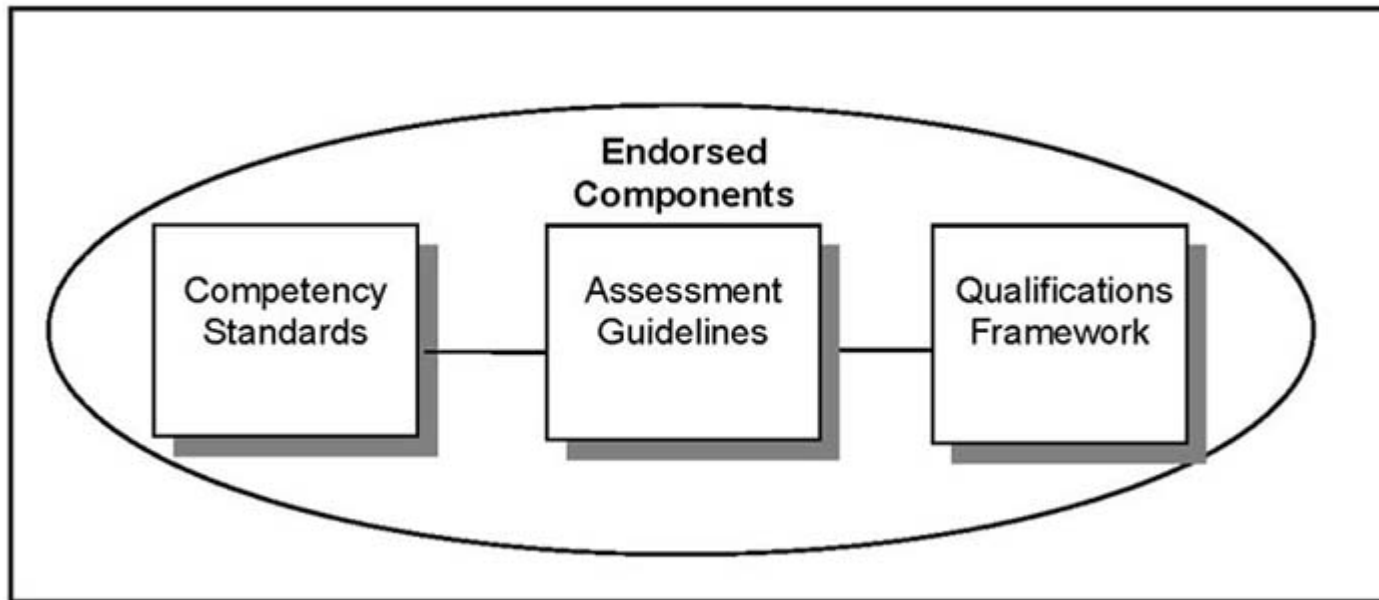 Endorsed
Components
Competency
Standards
Assessment
Guidelines
Qualifications
Framework